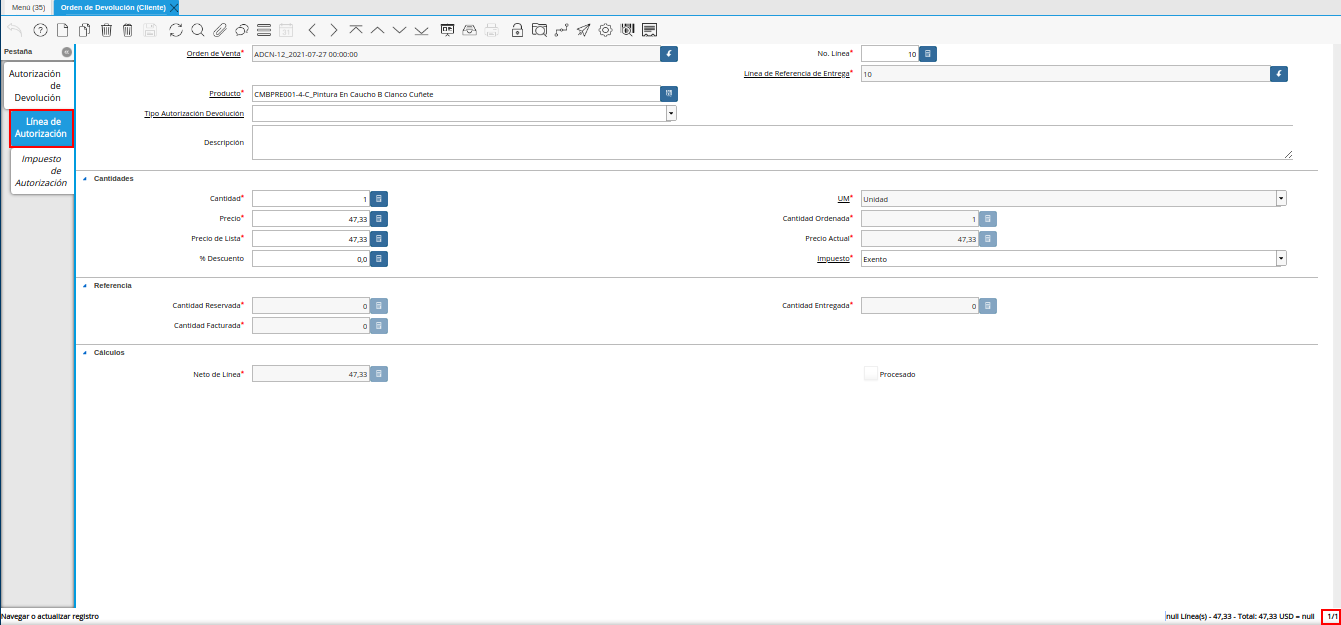 Menú (35) Orden de Devolución (Cliente)
Pestaña
Autorización
de
Devolución
Línea de
Autorización
Impuesto
de
Autorización
Orden de Venta* ADCN-12_2021-07-27 00:00:00 No. Línea* 10
Línea de Referencia de Entrega* 10
Producto* CMBPRE001-4-C_Pintura En Caucho B Clanco Cuñete
Tipo Autorización Devolución
Descripción
Cantidades
Cantidad* 1 UM* Unidad
Precio* 47,33 Cantidad Ordenada* 1
Precio de Lista* 47,33 Precio Actual* 47,33
% Descuento 0,0 Impuesto* Exento
Referencia
Cantidad Reservada* 0 Cantidad Entregada* 0
Cantidad Facturada* 0
Cálculos
Neto de Línea* 47,33 Procesado
Navegar o actualizar registro null Línea(s) - 47,33 - Total: 47,33 USD = null 1/1